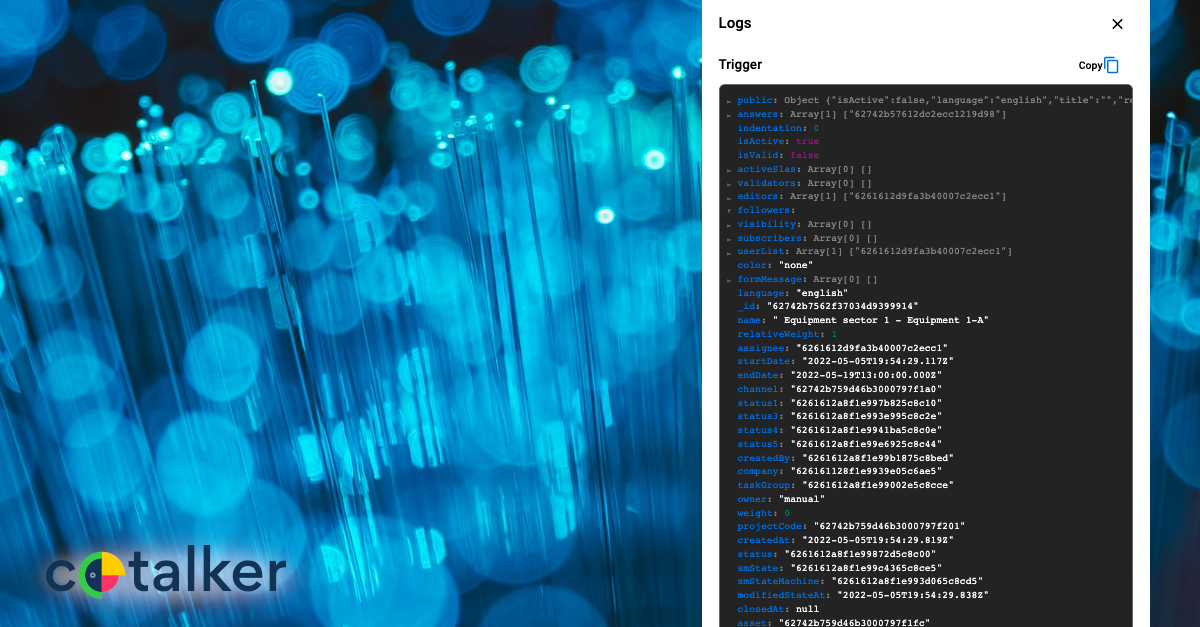 Logs
Trigger
Copy
public: Object {"isActive":false,"language":"english","title":"","re
answers: Array[1] ["62742b57612dc2ecc1219d98"]
indentation: 0
isActive: true
isValid: false
activeSlas: Array[0] []
validators: Array[0] []
editors: Array[1] ["6261612d9fa3b40007c2ecc1"]
followers:
visibility: Array[0] []
subscribers: Array[0] []
userList: Array[1] ["6261612d9fa3b40007c2ecc1"]
color: "none"
formMessage: Array[0] []
language: "english"
_id: "62742b7562f37034d9399914"
name: " Equipment sector 1 - Equipment 1-A"
relativeWeight: 1
assignee: "6261612d9fa3b40007c2ecc1"
startDate: "2022-05-05T19:54:29.117Z"
endDate: "2022-05-19T13:00:00.000Z"
channel: "62742b759d46b3000797f1a0"
status1: "6261612a8f1e997b825c8c10"
status3: "6261612a8f1e993e995c8c2e"
status4: "6261612a8f1e9941ba5c8c0e"
status5: "6261612a8f1e99e6925c8c44"
createdBy: "6261612a8f1e99b1875c8bed"
company: "626161128f1e9939e05c6ae5"
taskGroup: "6261612a8f1e99002e5c8cce"
owner: "manual"
weight: 0
projectCode: "62742b759d46b3000797f201"
createdAt: "2022-05-05T19:54:29.819Z"
status: "6261612a8f1e99872d5c8c00"
smState: "6261612a8f1e99c4365c8ce5"
smStateMachine: "6261612a8f1e993d065c8cd5"
modifiedStateAt: "2022-05-05T19:54:29.838Z"
closedAt: null
asset: "62742b759d46b3000797f1fc"
cotalker